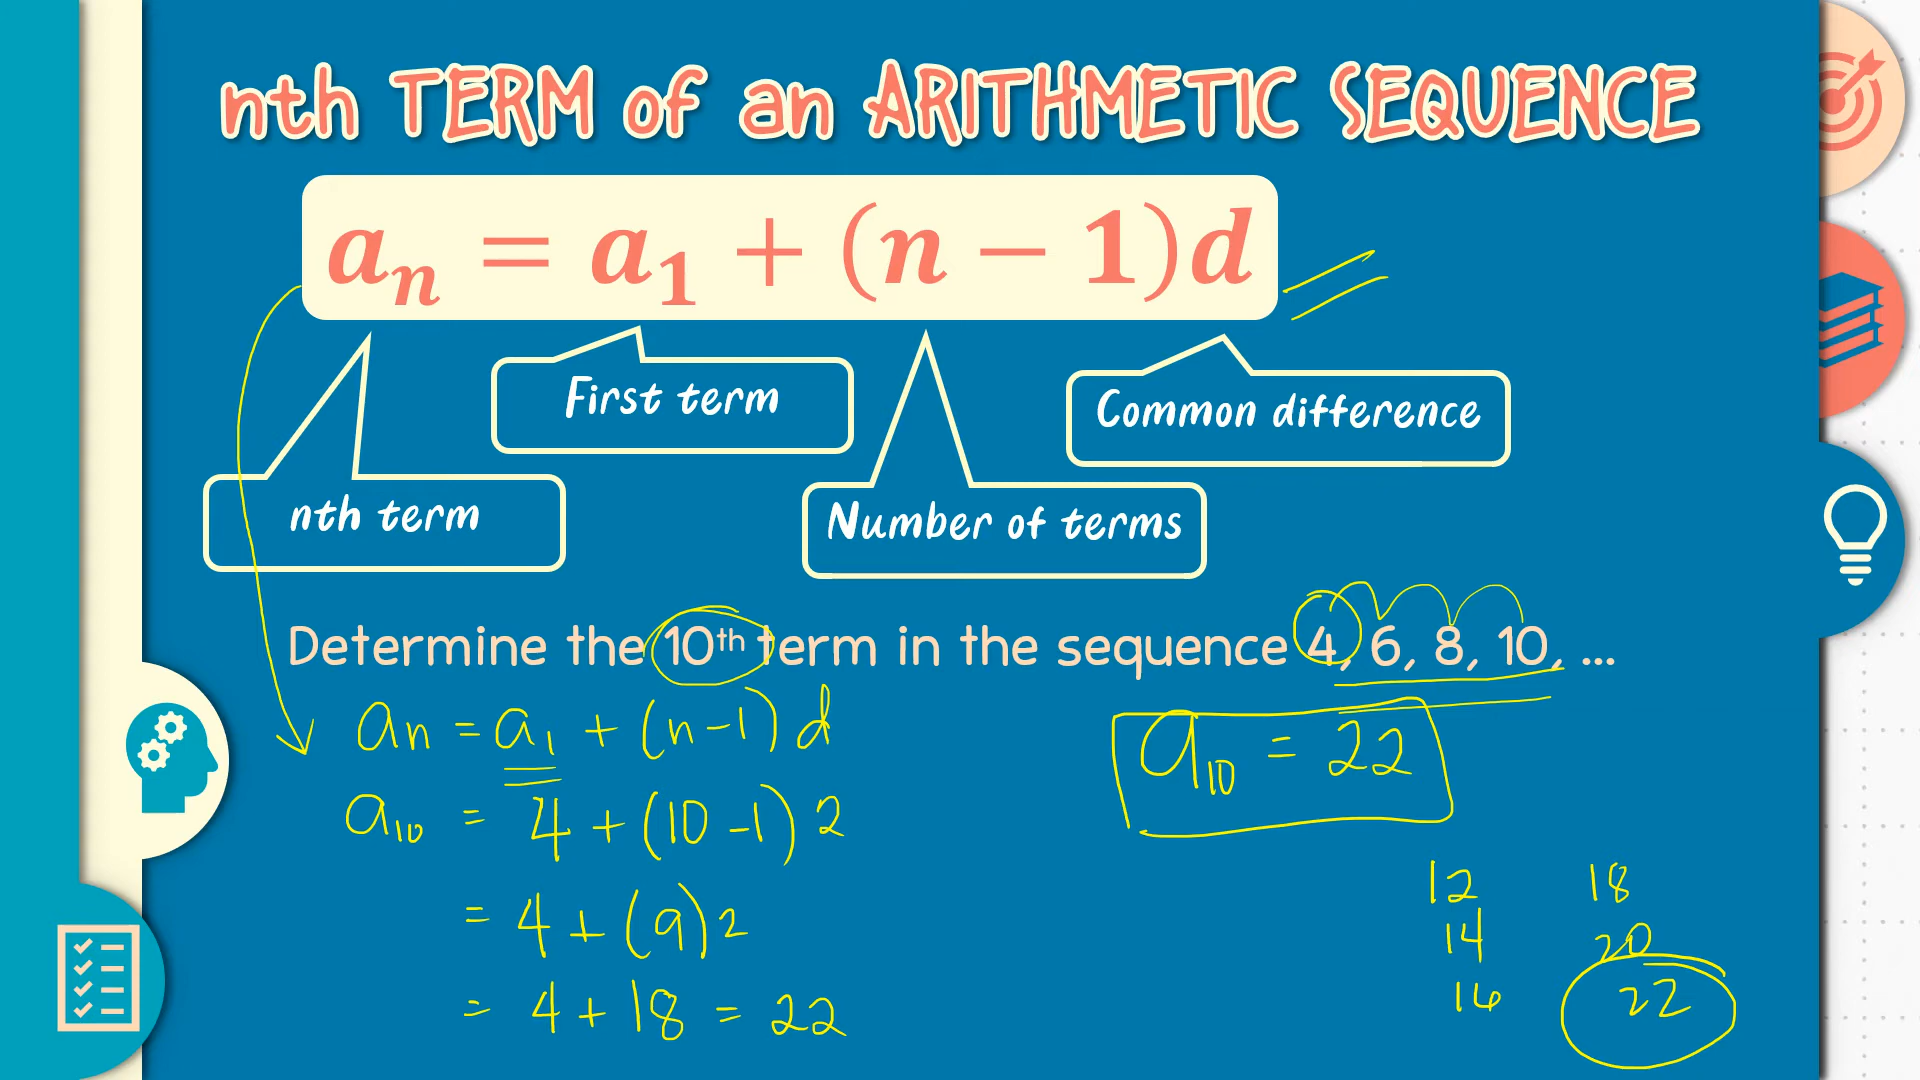 nth TERM of an ARITHMETIC SEQUENCE
aₙ = a₁ + (n − 1)d
First term
Common difference
nth term
Number of terms
Determine the 10ᵗʰ term in the sequence 4, 6, 8, 10, ...
aₙ = a₁ + (n-1)d
a₁₀ = 4 + (10-1)2
= 4 + (9)2
= 4 + 18 = 22
a₁₀ = 22
12
14
16
18
20
22